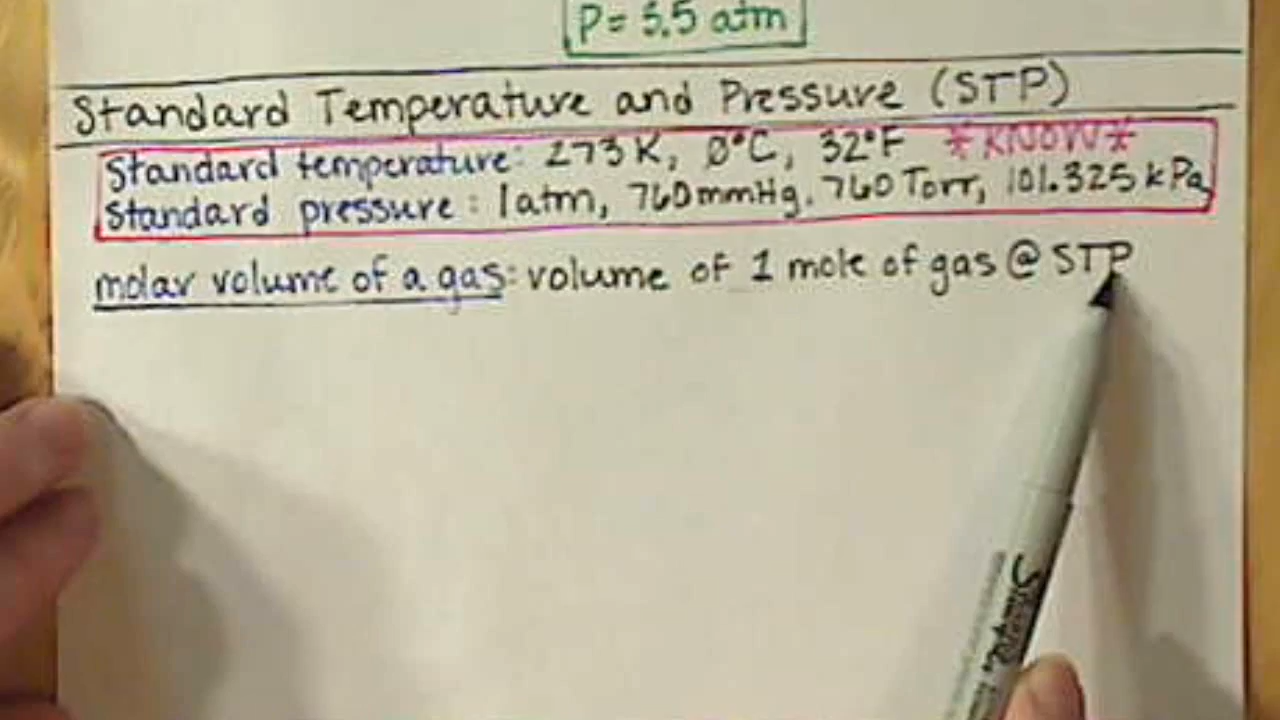 P= 5.5 atm
Standard Temperature and Pressure (STP)
Standard temperature: 273 K, 0°C, 32°F *KNOW*
Standard pressure: 1 atm, 760 mmHg, 760 Torr, 101.325 kPa
molar volume of a gas: volume of 1 mole of gas @ STP
Sharpie